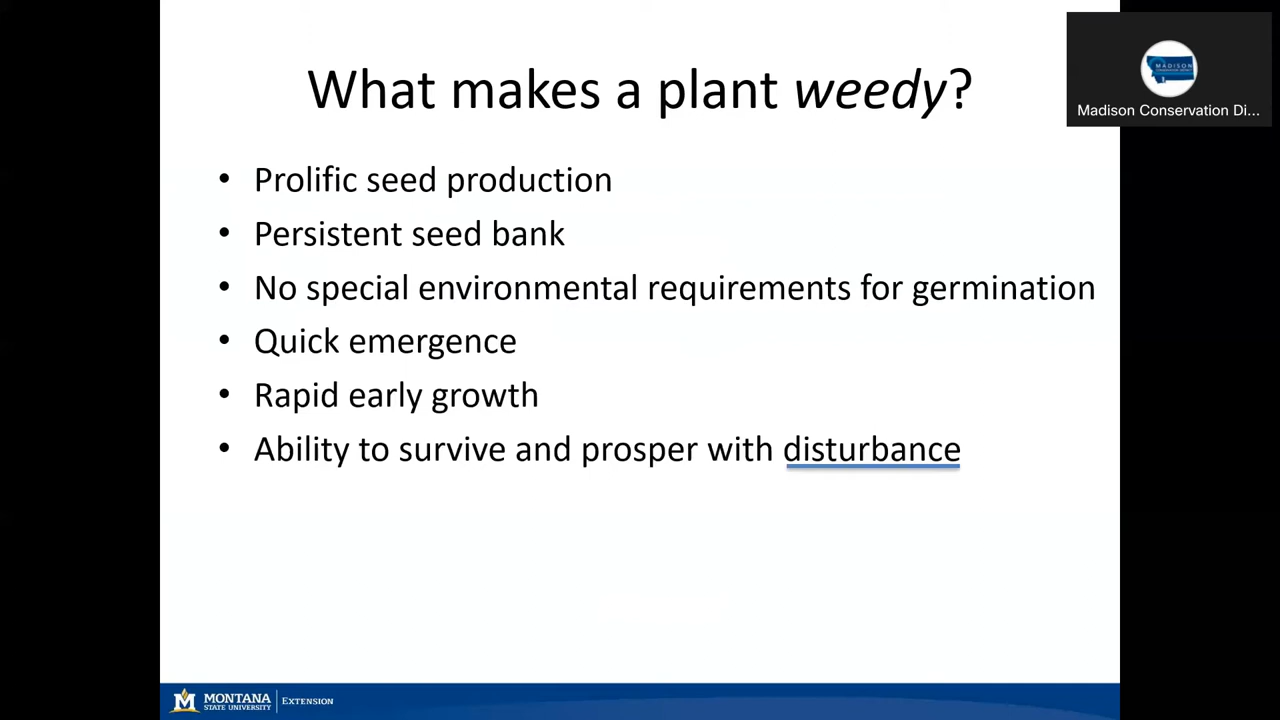 What makes a plant weedy?
MADISON
Madison Conservation Di...
• Prolific seed production
• Persistent seed bank
• No special environmental requirements for germination
• Quick emergence
• Rapid early growth
• Ability to survive and prosper with disturbance
M MONTANA STATE UNIVERSITY | EXTENSION